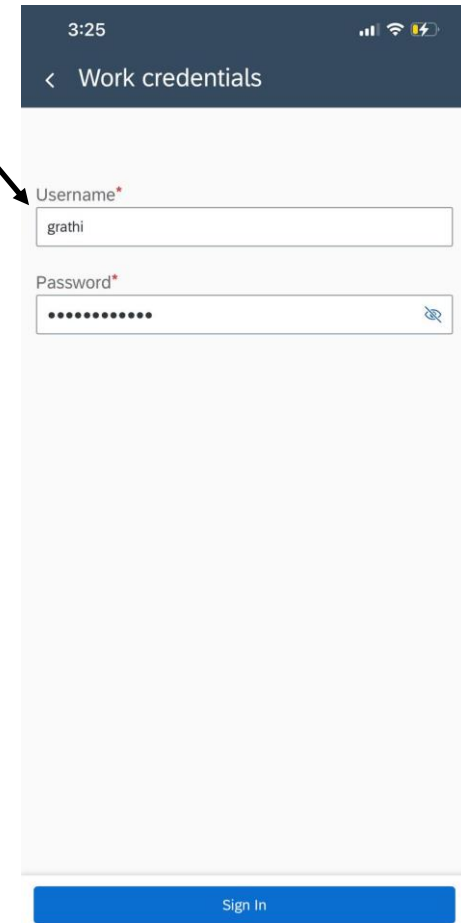 3:25
< Work credentials
Username*
grathi
Password*
••••••••••••
Sign In